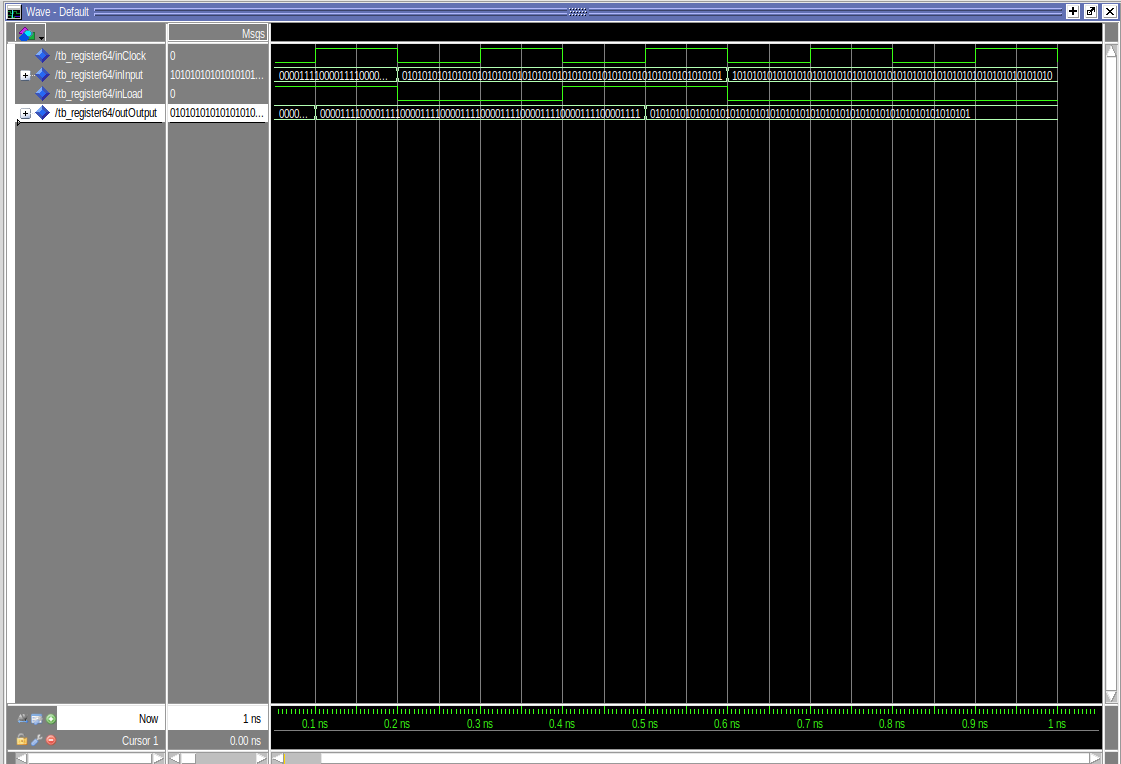 Wave - Default
Msgs
/tb_register64/inClock 0
/tb_register64/inInput 10101010101010101... 00001111000011110000... 0101010101010101010101010101010101010101010101010101010101010101 1010101010101010101010101010101010101010101010101010101010101010
/tb_register64/inLoad 0
/tb_register64/outOutput 01010101010101010... 0000... 0000111100001111000011110000111100001111000011110000111100001111 0101010101010101010101010101010101010101010101010101010101010101
Now 1 ns 0.1 ns 0.2 ns 0.3 ns 0.4 ns 0.5 ns 0.6 ns 0.7 ns 0.8 ns 0.9 ns 1 ns
Cursor 1 0.00 ns